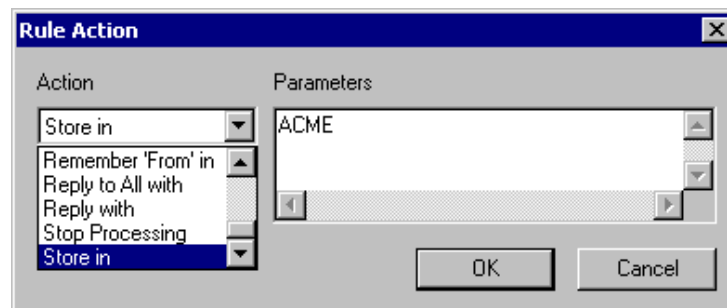 Rule Action
Action
Parameters
Store in
ACME
Remember 'From' in
Reply to All with
Reply with
Stop Processing
Store in
OK
Cancel